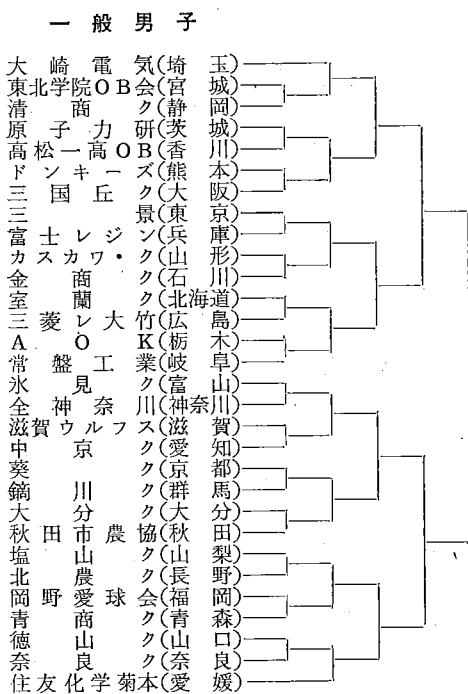 一般男子
大崎電気(埼玉)
東北学院OB会(宮城)
清商ク(静岡)
原子力研(茨城)
高松一高OB(香川)
ドンキーズ(熊本)
三国丘ク(大阪)
三景(東京)
富士レジン(兵庫)
カスカワ・ク(山形)
金商ク(石川)
室蘭ク(北海道)
三菱レ大竹(広島)
AOK(栃木)
常盤工業(岐阜)
氷見ク(富山)
全神奈川(神奈川)
滋賀ウルフス(滋賀)
中京ク(愛知)
葵ク(京都)
鏑川ク(群馬)
大分ク(大分)
秋田市農協(秋田)
塩山ク(山梨)
北農ク(長野)
岡野愛球会(福岡)
青商ク(青森)
徳山ク(山口)
奈良ク(奈良)
住友化学菊本(愛媛)